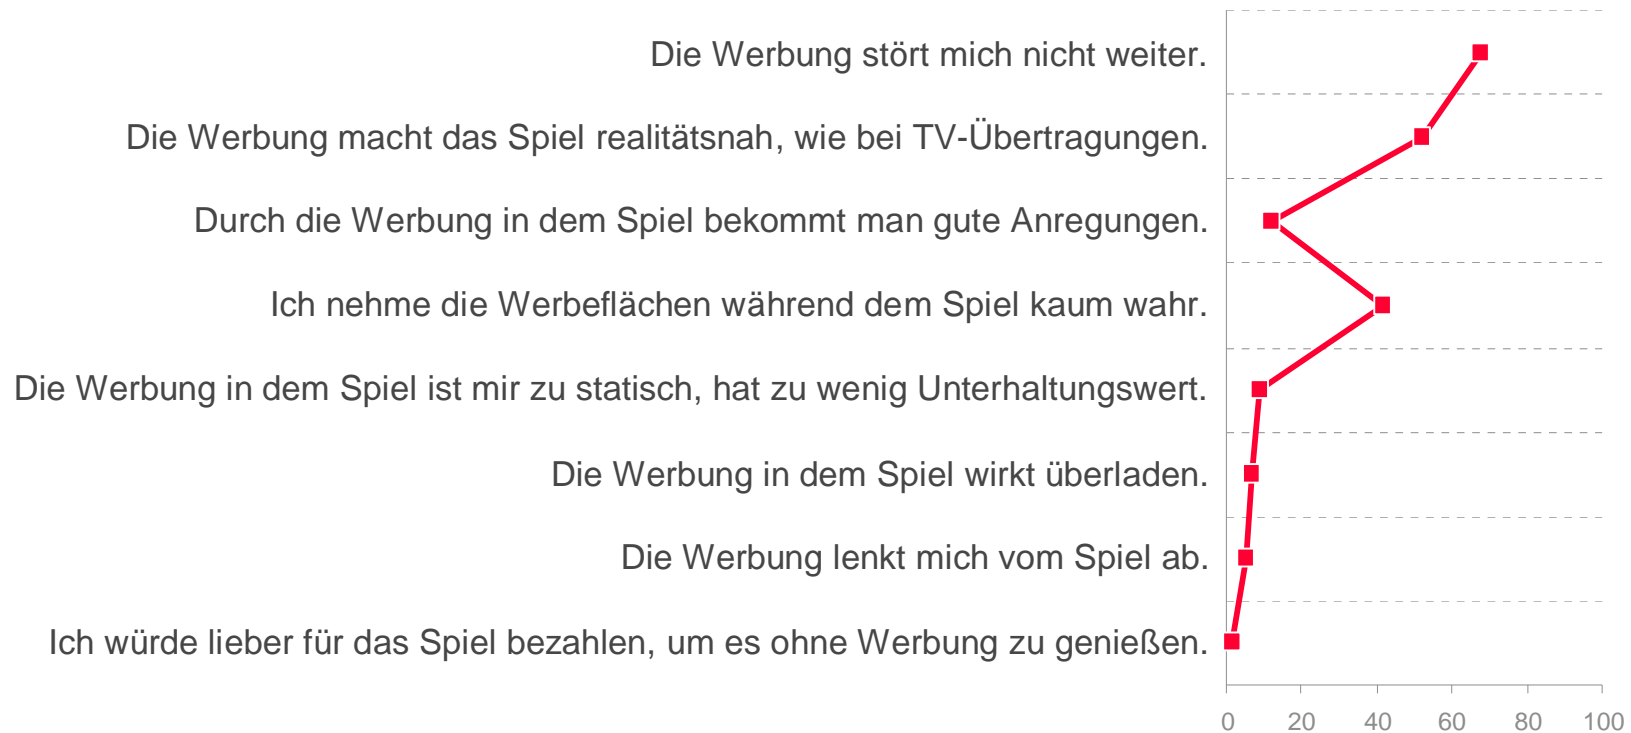 Die Werbung stört mich nicht weiter.
Die Werbung macht das Spiel realitätsnah, wie bei TV-Übertragungen.
Durch die Werbung in dem Spiel bekommt man gute Anregungen.
Ich nehme die Werbeflächen während dem Spiel kaum wahr.
Die Werbung in dem Spiel ist mir zu statisch, hat zu wenig Unterhaltungswert.
Die Werbung in dem Spiel wirkt überladen.
Die Werbung lenkt mich vom Spiel ab.
Ich würde lieber für das Spiel bezahlen, um es ohne Werbung zu genießen.
0 20 40 60 80 100